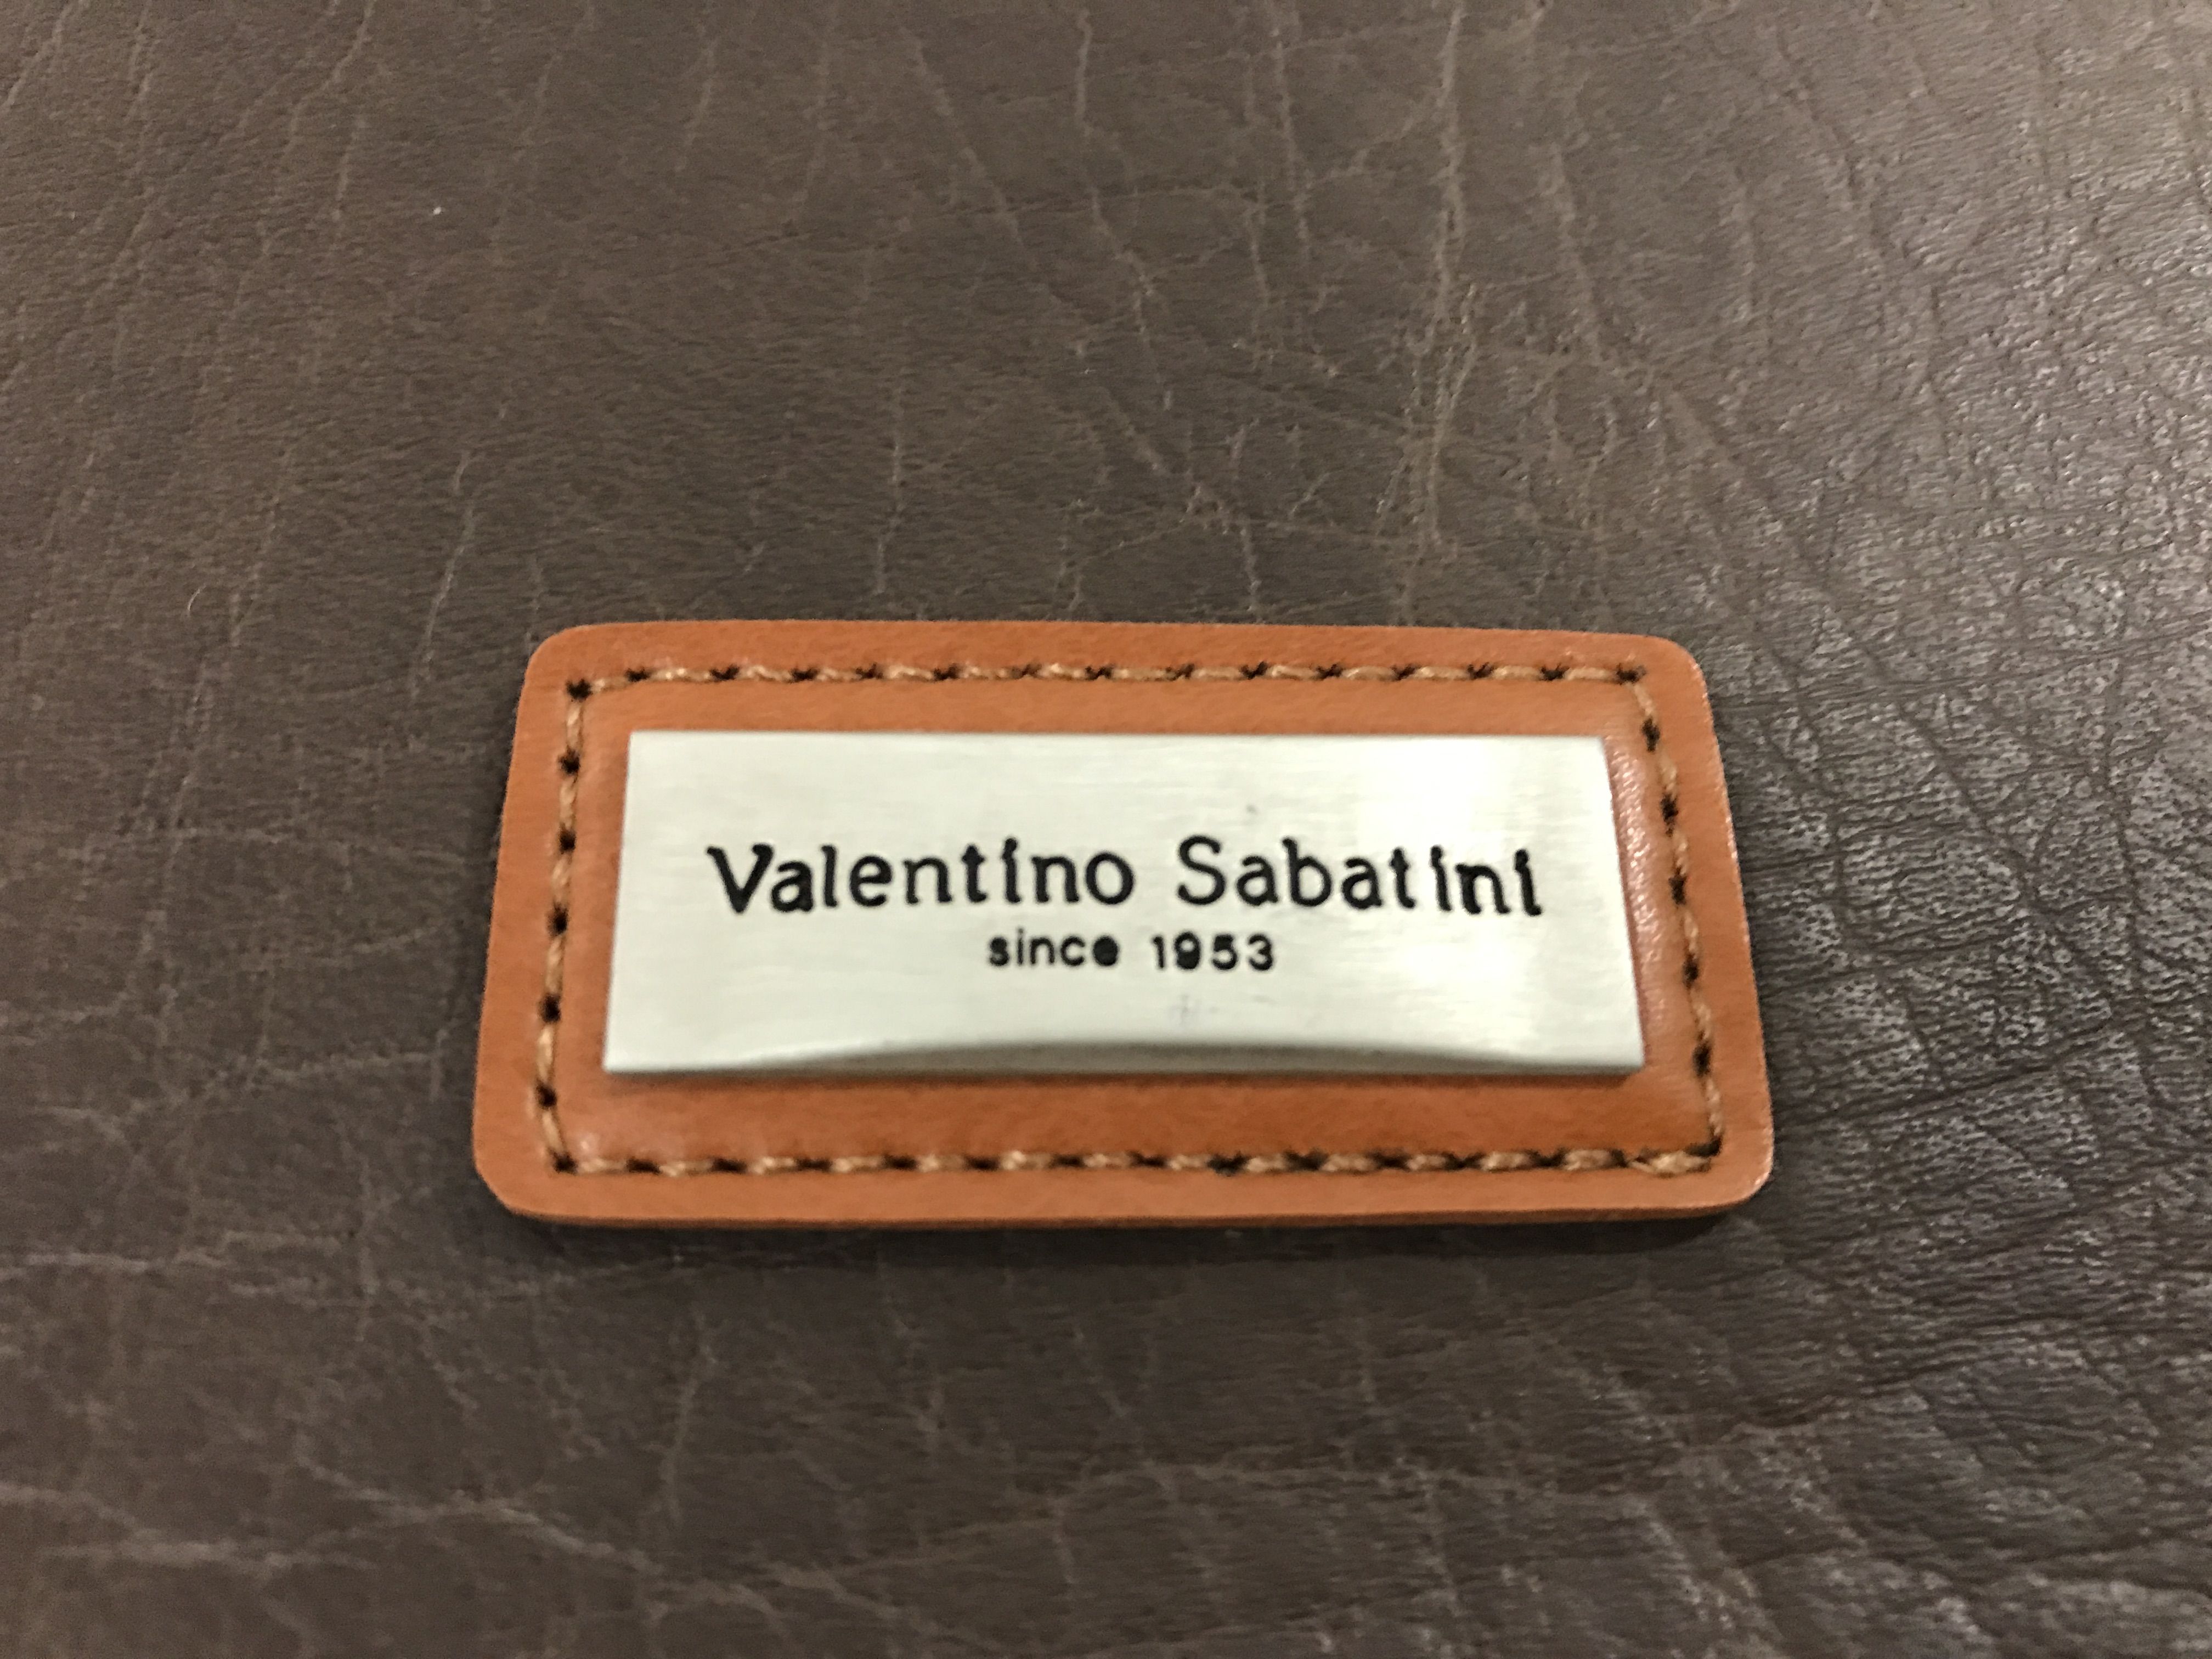 Valentino Sabatini
since 1953